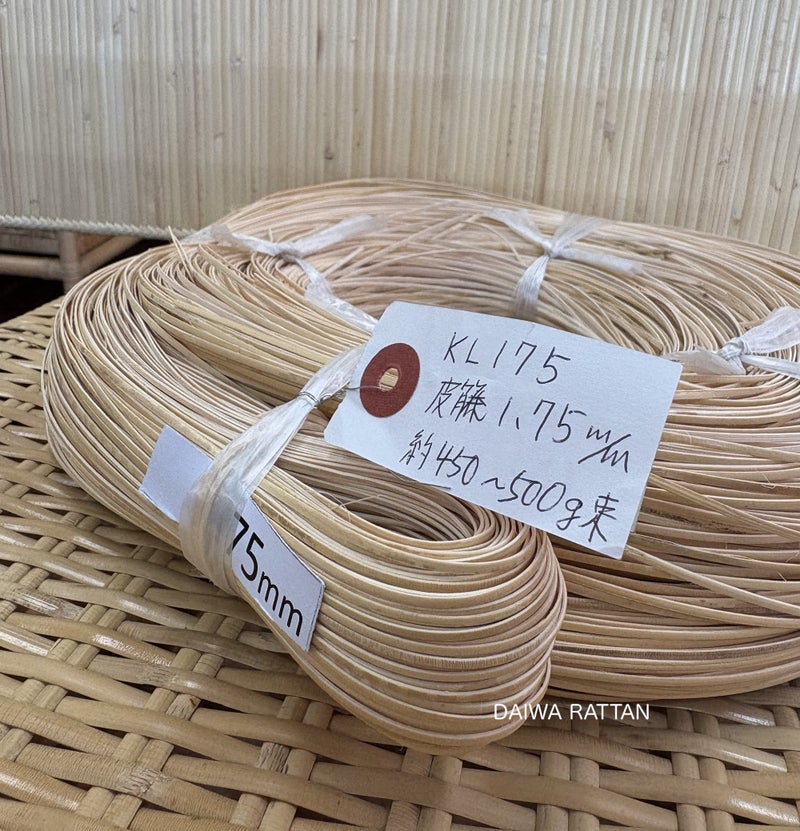 KL175
皮籐 1.75m/m
約450~500g束
75mm
DAIWA RATTAN